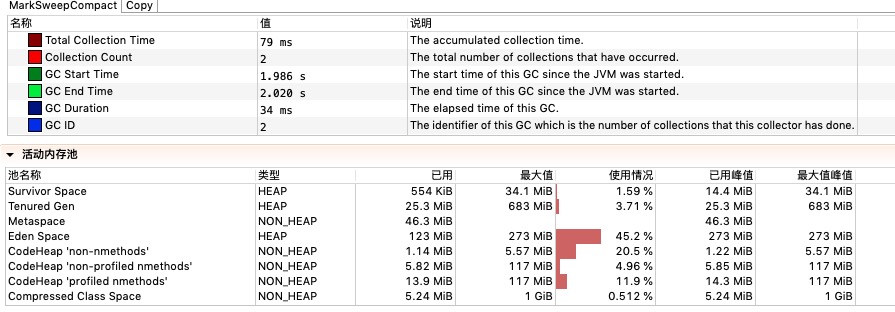 MarkSweepCompact Copy
名称 值 说明
Total Collection Time 79 ms The accumulated collection time.
Collection Count 2 The total number of collections that have occurred.
GC Start Time 1.986 s The start time of this GC since the JVM was started.
GC End Time 2.020 s The end time of this GC since the JVM was started.
GC Duration 34 ms The elapsed time of this GC.
GC ID 2 The identifier of this GC which is the number of collections that this collector has done.
活动内存池
池名称 类型 已用 最大值 使用情况 已用峰值 最大值峰值
Survivor Space HEAP 554 KiB 34.1 MiB 1.59 % 14.4 MiB 34.1 MiB
Tenured Gen HEAP 25.3 MiB 683 MiB 3.71 % 25.3 MiB 683 MiB
Metaspace NON_HEAP 46.3 MiB 46.3 MiB
Eden Space HEAP 123 MiB 273 MiB 45.2 % 273 MiB 273 MiB
CodeHeap 'non-nmethods' NON_HEAP 1.14 MiB 5.57 MiB 20.5 % 1.22 MiB 5.57 MiB
CodeHeap 'non-profiled nmethods' NON_HEAP 5.82 MiB 117 MiB 4.96 % 5.85 MiB 117 MiB
CodeHeap 'profiled nmethods' NON_HEAP 13.9 MiB 117 MiB 11.9 % 14.3 MiB 117 MiB
Compressed Class Space NON_HEAP 5.24 MiB 1 GiB 0.512 % 5.24 MiB 1 GiB